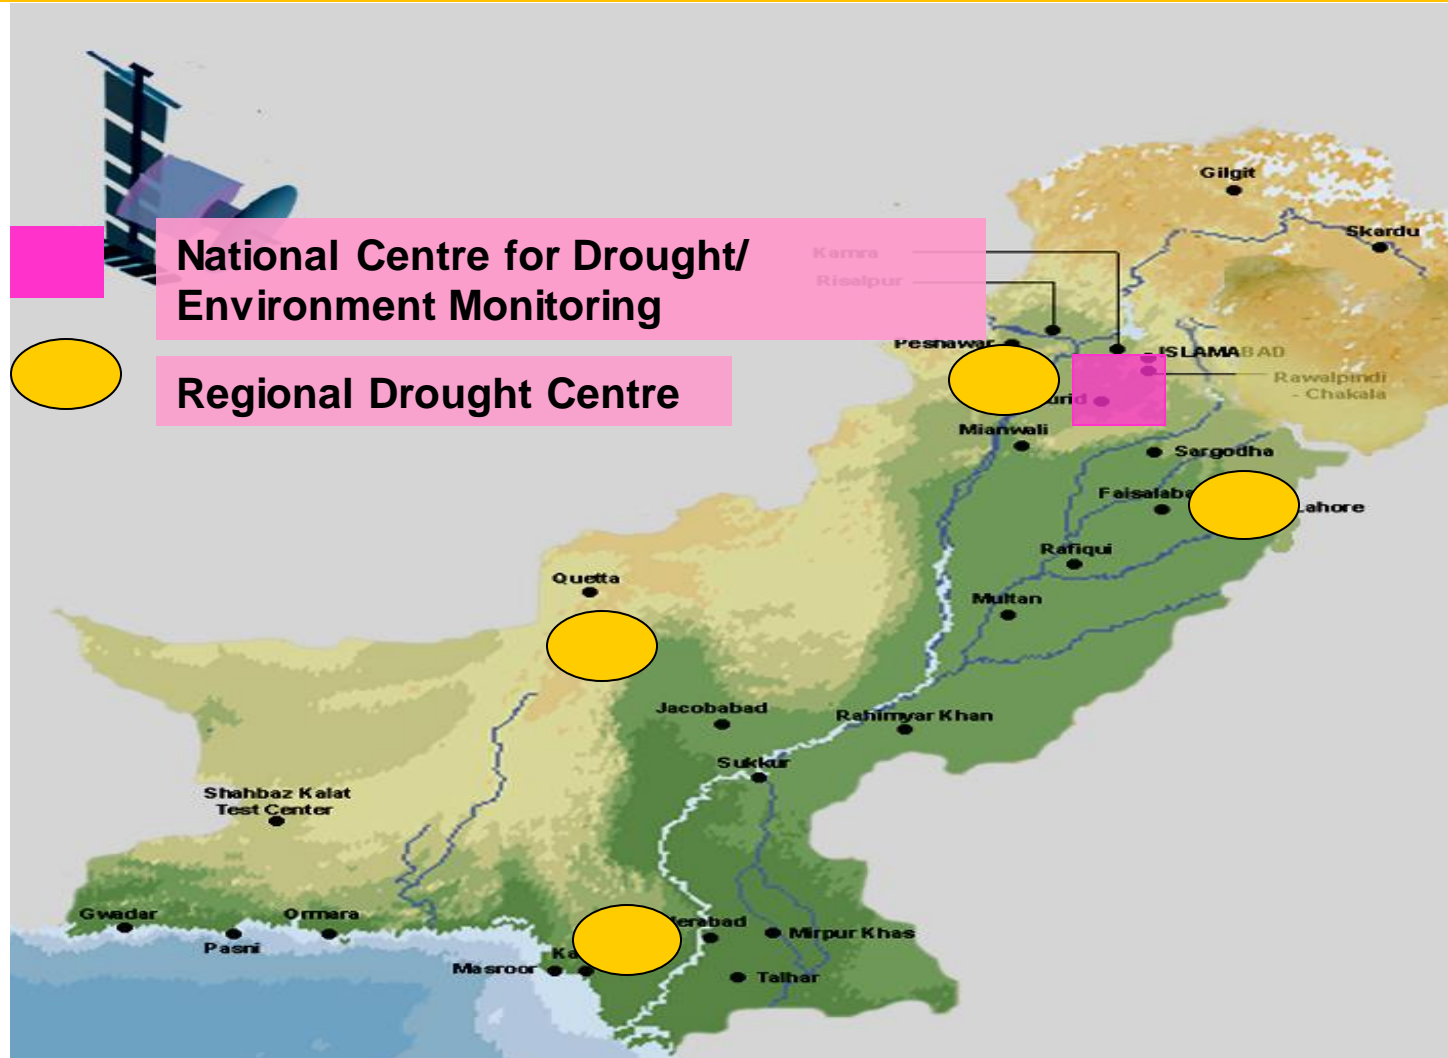 Gilgit
Skardu
National Centre for Drought/
Environment Monitoring
Kamra
Risalpur
Peshawar
ISLAMABAD
Regional Drought Centre
Rawalpindi
- Chakala
Mianwali
Sargodha
Lahore
Rafiqui
Quetta
Multan
Jacobabad
Rahimyar Khan
Sukkur
Shahbaz Kalat
Test Center
Gwadar
Ormara
Mirpur Khas
Pasni
Masroor
Talhar